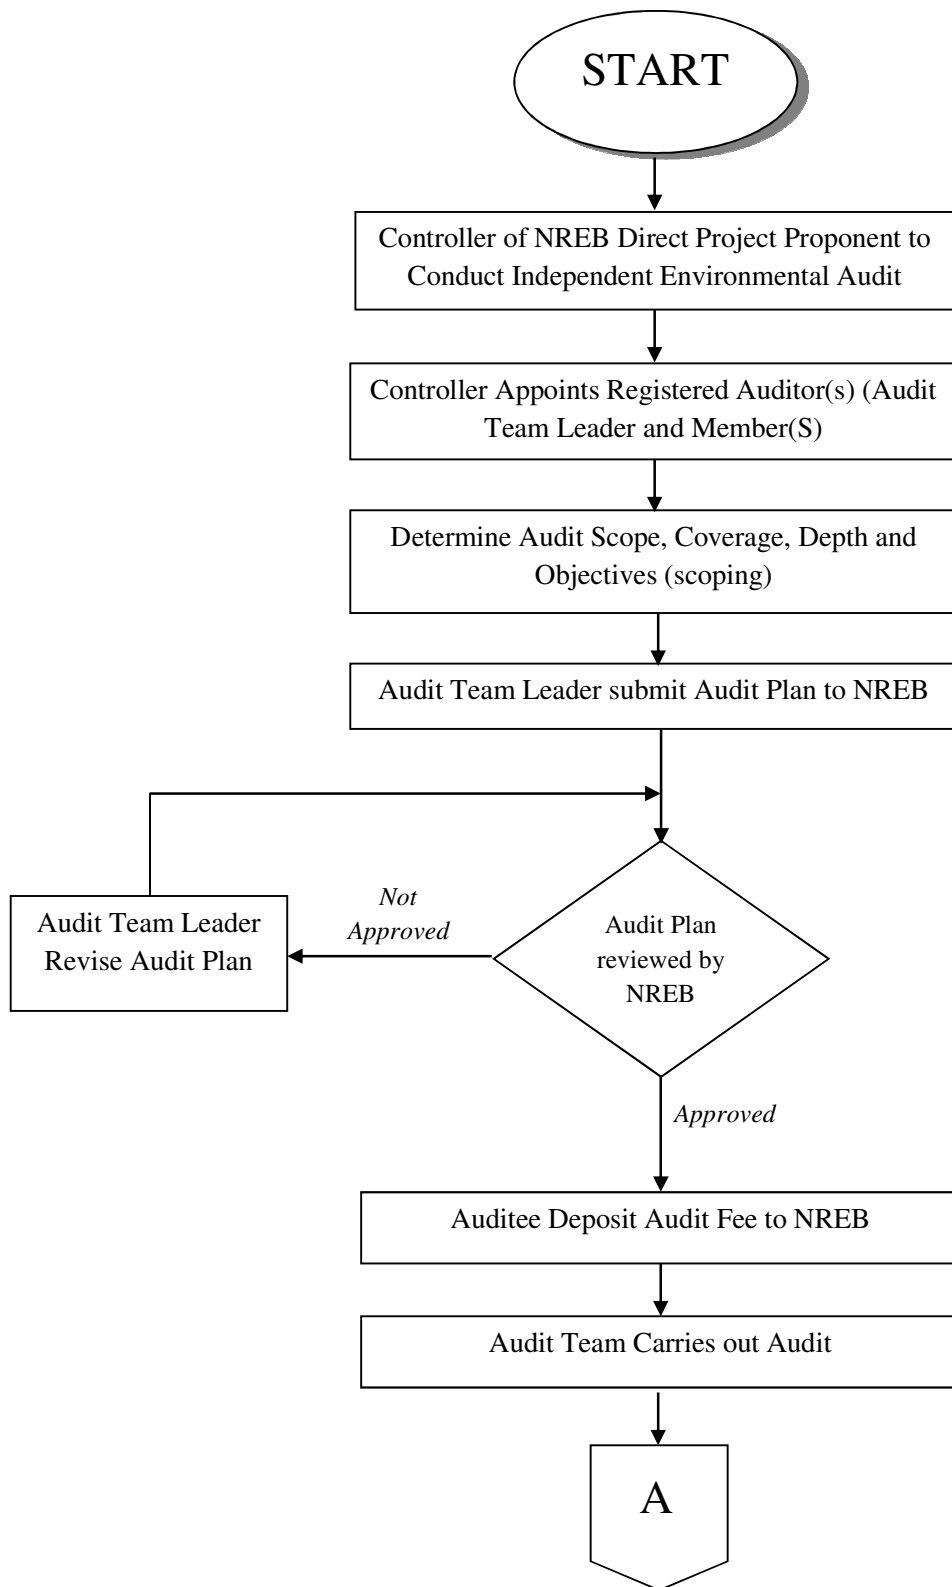 START
Controller of NREB Direct Project Proponent to
Conduct Independent Environmental Audit
Controller Appoints Registered Auditor(s) (Audit
Team Leader and Member(S)
Determine Audit Scope, Coverage, Depth and
Objectives (scoping)
Audit Team Leader submit Audit Plan to NREB
Audit Team Leader
Revise Audit Plan
Not
Approved
Audit Plan
reviewed by
NREB
Approved
Auditee Deposit Audit Fee to NREB
Audit Team Carries out Audit
A